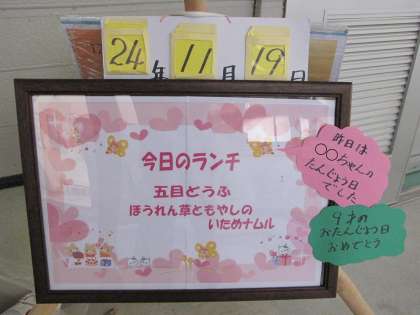 24年 11月 19日
今日のランチ
五目どうふ
ほうれん草ともやしの
いためナムル
昨日は
○○ちゃんの
たんじょう日
でした
9才の
おたんじょう日
おめでとう